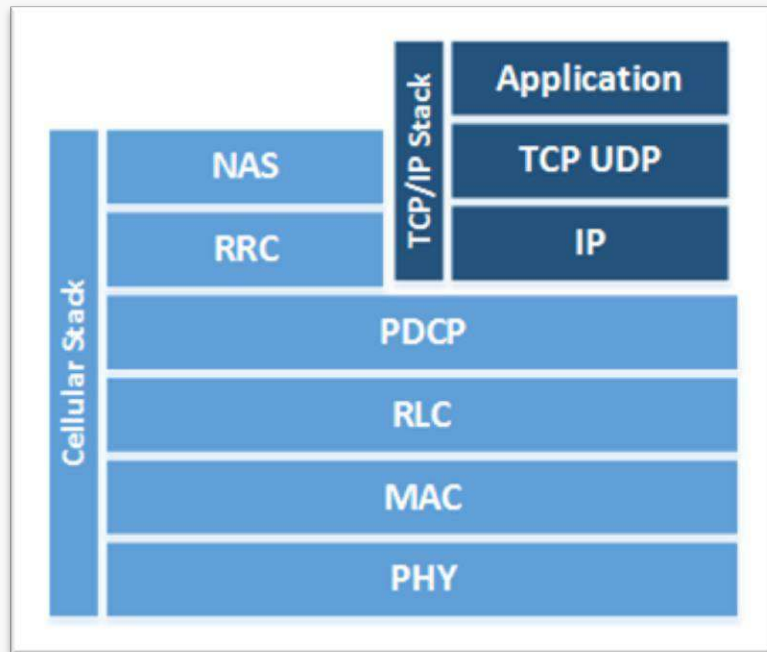 Application
TCP UDP
IP
TCP/IP Stack
NAS
RRC
PDCP
RLC
MAC
PHY
Cellular Stack